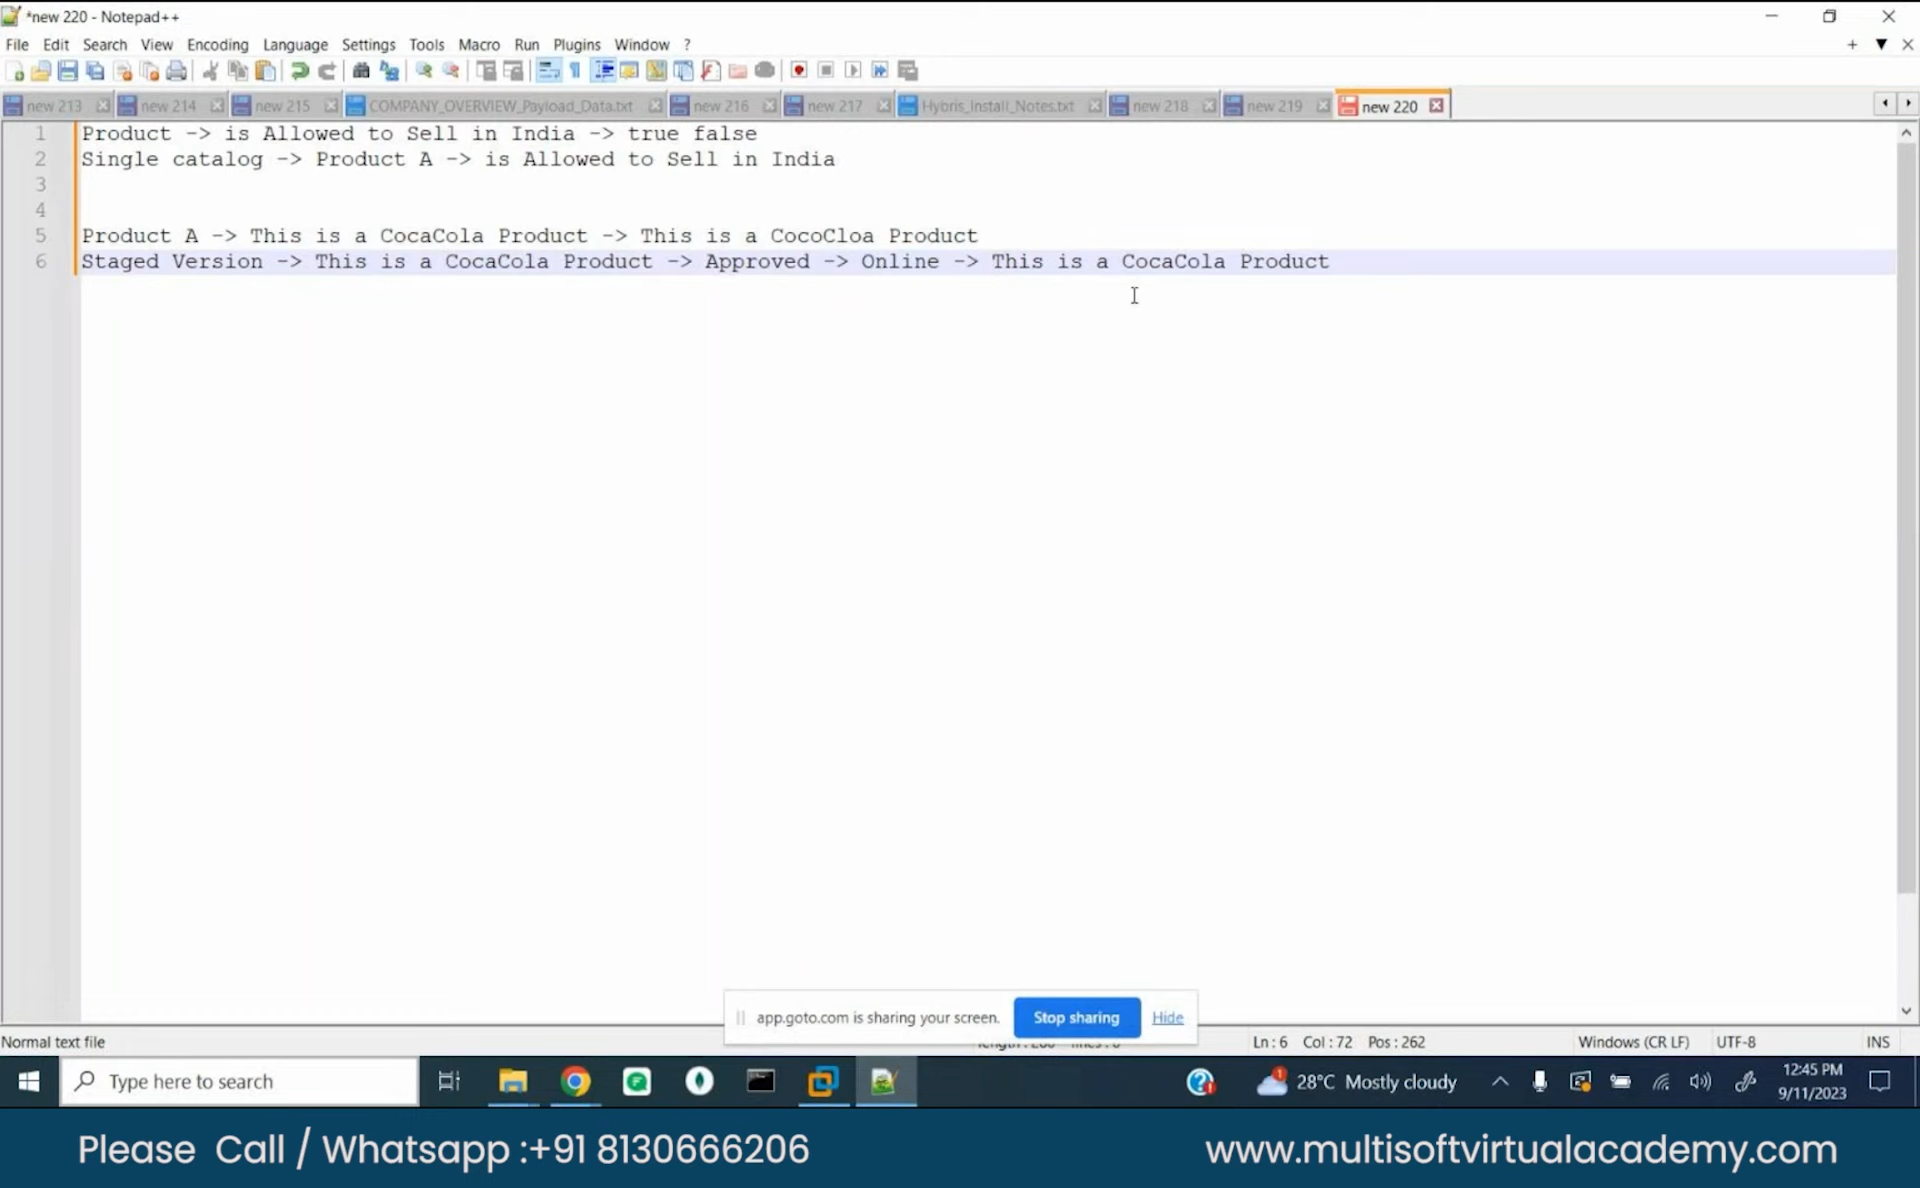 *new 220 - Notepad++
File Edit Search View Encoding Language Settings Tools Macro Run Plugins Window ?
new 213 new 214 new 215 COMPANY_OVERVIEW_Payload_Data.txt new 216 new 217 Hybris_Install_Notes.txt new 218 new 219 new 220
1 Product -> is Allowed to Sell in India -> true false
2 Single catalog -> Product A -> is Allowed to Sell in India
3
4
5 Product A -> This is a CocaCola Product -> This is a CocoCloa Product
6 Staged Version -> This is a CocaCola Product -> Approved -> Online -> This is a CocaCola Product
app.goto.com is sharing your screen. Stop sharing Hide
Normal text file Ln : 6 Col : 72 Pos : 262 Windows (CR LF) UTF-8 INS
Type here to search 28°C Mostly cloudy 12:45 PM
9/11/2023
Please Call / Whatsapp :+91 8130666206 www.multisoftvirtualacademy.com